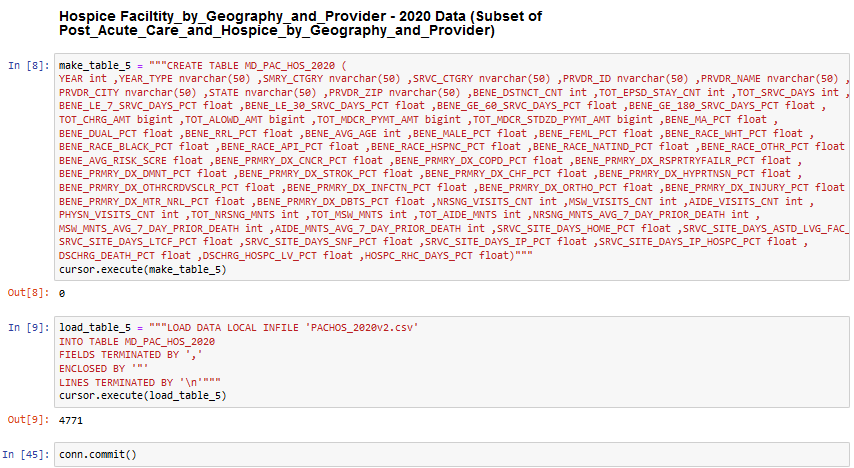 Hospice Faciltity_by_Geography_and_Provider - 2020 Data (Subset of
Post_Acute_Care_and_Hospice_by_Geography_and_Provider)
In [8]: make_table_5 = """CREATE TABLE MD_PAC_HOS_2020 (
YEAR int ,YEAR_TYPE nvarchar(50) ,SMRY_CTGRY nvarchar(50) ,SRVC_CTGRY nvarchar(50) ,PRVDR_ID nvarchar(50) ,PRVDR_NAME nvarchar(50) ,
PRVDR_CITY nvarchar(50) ,STATE nvarchar(50) ,PRVDR_ZIP nvarchar(50) ,BENE_DSTNCT_CNT int ,TOT_EPSD_STAY_CNT int ,TOT_SRVC_DAYS int ,
BENE_LE_7_SRVC_DAYS_PCT float ,BENE_LE_30_SRVC_DAYS_PCT float ,BENE_GE_60_SRVC_DAYS_PCT float ,BENE_GE_180_SRVC_DAYS_PCT float ,
TOT_CHRG_AMT bigint ,TOT_ALOWD_AMT bigint ,TOT_MDCR_PYMT_AMT bigint ,TOT_MDCR_STDZD_PYMT_AMT bigint ,BENE_MA_PCT float ,
BENE_DUAL_PCT float ,BENE_RRL_PCT float ,BENE_AVG_AGE int ,BENE_MALE_PCT float ,BENE_FEML_PCT float ,BENE_RACE_WHT_PCT float ,
BENE_RACE_BLACK_PCT float ,BENE_RACE_API_PCT float ,BENE_RACE_HSPNC_PCT float ,BENE_RACE_NATIND_PCT float ,BENE_RACE_OTHR_PCT float
BENE_AVG_RISK_SCRE float ,BENE_PRMRY_DX_CNCR_PCT float ,BENE_PRMRY_DX_COPD_PCT float ,BENE_PRMRY_DX_RSPRTRYFAILR_PCT float ,
BENE_PRMRY_DX_DMNT_PCT float ,BENE_PRMRY_DX_STROK_PCT float ,BENE_PRMRY_DX_CHF_PCT float ,BENE_PRMRY_DX_HYPRTNSN_PCT float ,
BENE_PRMRY_DX_OTHRCRDVSCLR_PCT float ,BENE_PRMRY_DX_INFCTN_PCT float ,BENE_PRMRY_DX_ORTHO_PCT float ,BENE_PRMRY_DX_INJURY_PCT float
BENE_PRMRY_DX_MTR_NRL_PCT float ,BENE_PRMRY_DX_DBTS_PCT float ,NRSNG_VISITS_CNT int ,MSW_VISITS_CNT int ,AIDE_VISITS_CNT int ,
PHYSN_VISITS_CNT int ,TOT_NRSNG_MNTS int ,TOT_MSW_MNTS int ,TOT_AIDE_MNTS int ,NRSNG_MNTS_AVG_7_DAY_PRIOR_DEATH int ,
MSW_MNTS_AVG_7_DAY_PRIOR_DEATH int ,AIDE_MNTS_AVG_7_DAY_PRIOR_DEATH int ,SRVC_SITE_DAYS_HOME_PCT float ,SRVC_SITE_DAYS_ASTD_LVG_FAC_
SRVC_SITE_DAYS_LTCF_PCT float ,SRVC_SITE_DAYS_SNF_PCT float ,SRVC_SITE_DAYS_IP_PCT float ,SRVC_SITE_DAYS_IP_HOSPC_PCT float ,
DSCHRG_DEATH_PCT float ,DSCHRG_HOSPC_LV_PCT float ,HOSPC_RHC_DAYS_PCT float)"""
cursor.execute(make_table_5)
Out[8]: 0
In [9]: load_table_5 = """LOAD DATA LOCAL INFILE 'PACHOS_2020v2.csv'
INTO TABLE MD_PAC_HOS_2020
FIELDS TERMINATED BY ','
ENCLOSED BY '"'
LINES TERMINATED BY '\n'"""
cursor.execute(load_table_5)
Out[9]: 4771
In [45]: conn.commit()